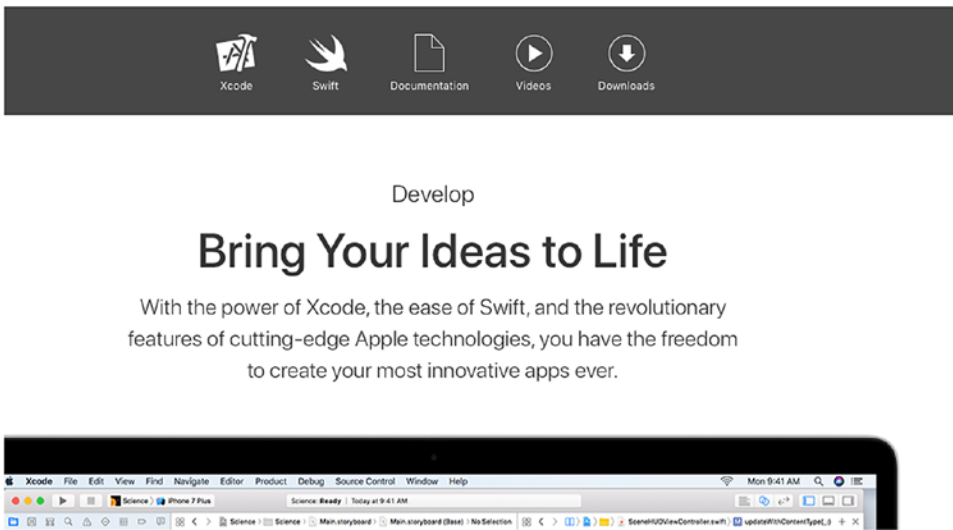 Xcode
Swift
Documentation
Videos
Downloads
Develop
Bring Your Ideas to Life
With the power of Xcode, the ease of Swift, and the revolutionary
features of cutting-edge Apple technologies, you have the freedom
to create your most innovative apps ever.
Xcode File Edit View Find Navigate Editor Product Debug Source Control Window Help Mon 9:41 AM
Science iPhone 7 Plus Science: Ready | Today at 9:41 AM
Science Science Main.storyboard Main.storyboard (Base) No Selection SceneHUDViewController.swift